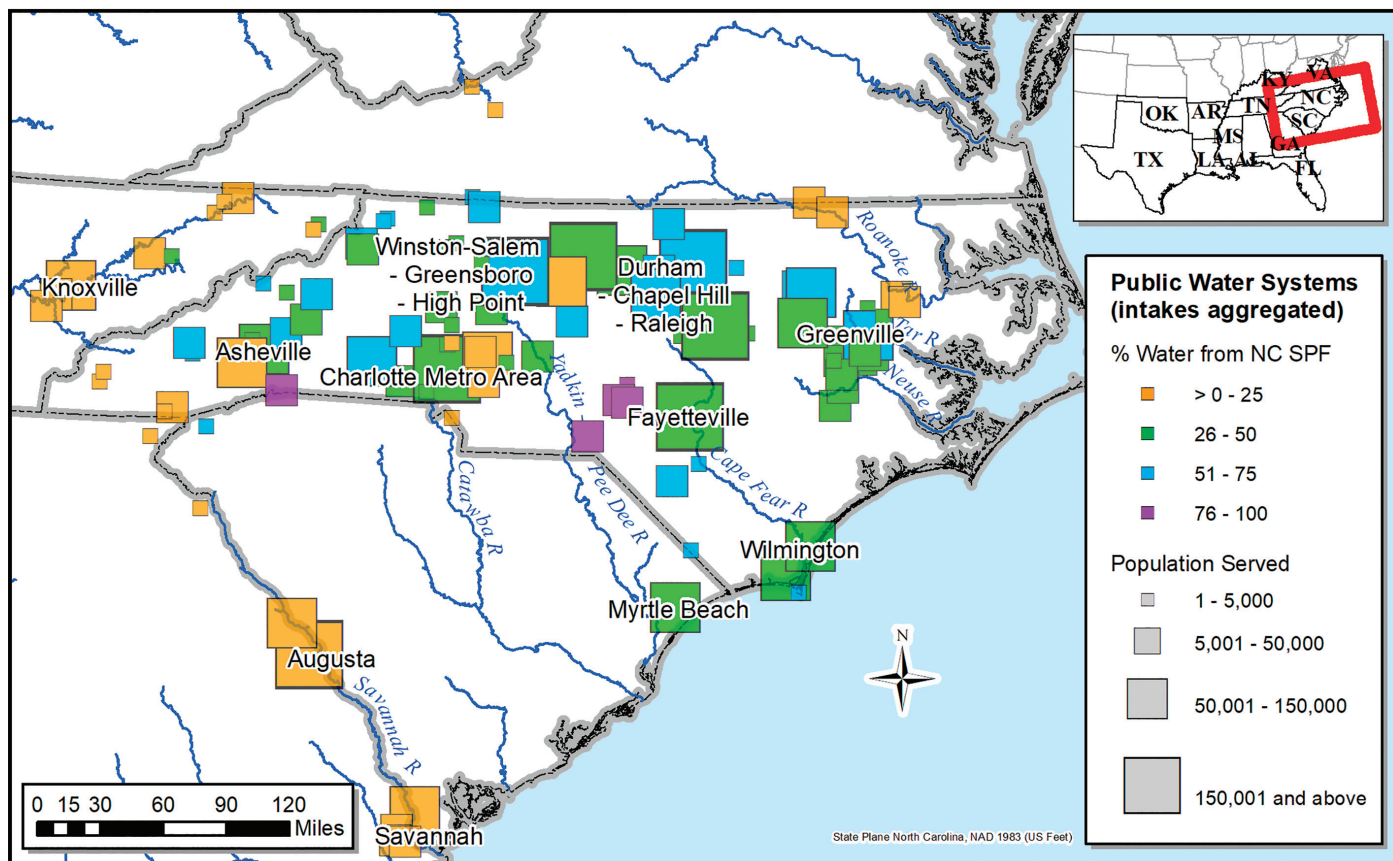 KY
VA
TN
NC
OK
AR
SC
MS
GA
TX
LA
AL
FL
Public Water Systems
(intakes aggregated)
% Water from NC SPF
> 0 - 25
26 - 50
51 - 75
76 - 100
Population Served
1 - 5,000
5,001 - 50,000
50,001 - 150,000
150,001 and above
Knoxville
Winston-Salem
- Greensboro
- High Point
Durham
- Chapel Hill
- Raleigh
Roanoke R
Greenville
Tar R
Neuse R
Asheville
Charlotte Metro Area
Yadkin
Fayetteville
Catawba R
Pee Dee R
Cape Fear R
Wilmington
Myrtle Beach
Augusta
Savannah R
Savannah
N
0 15 30 60 90 120
Miles
State Plane North Carolina, NAD 1983 (US Feet)